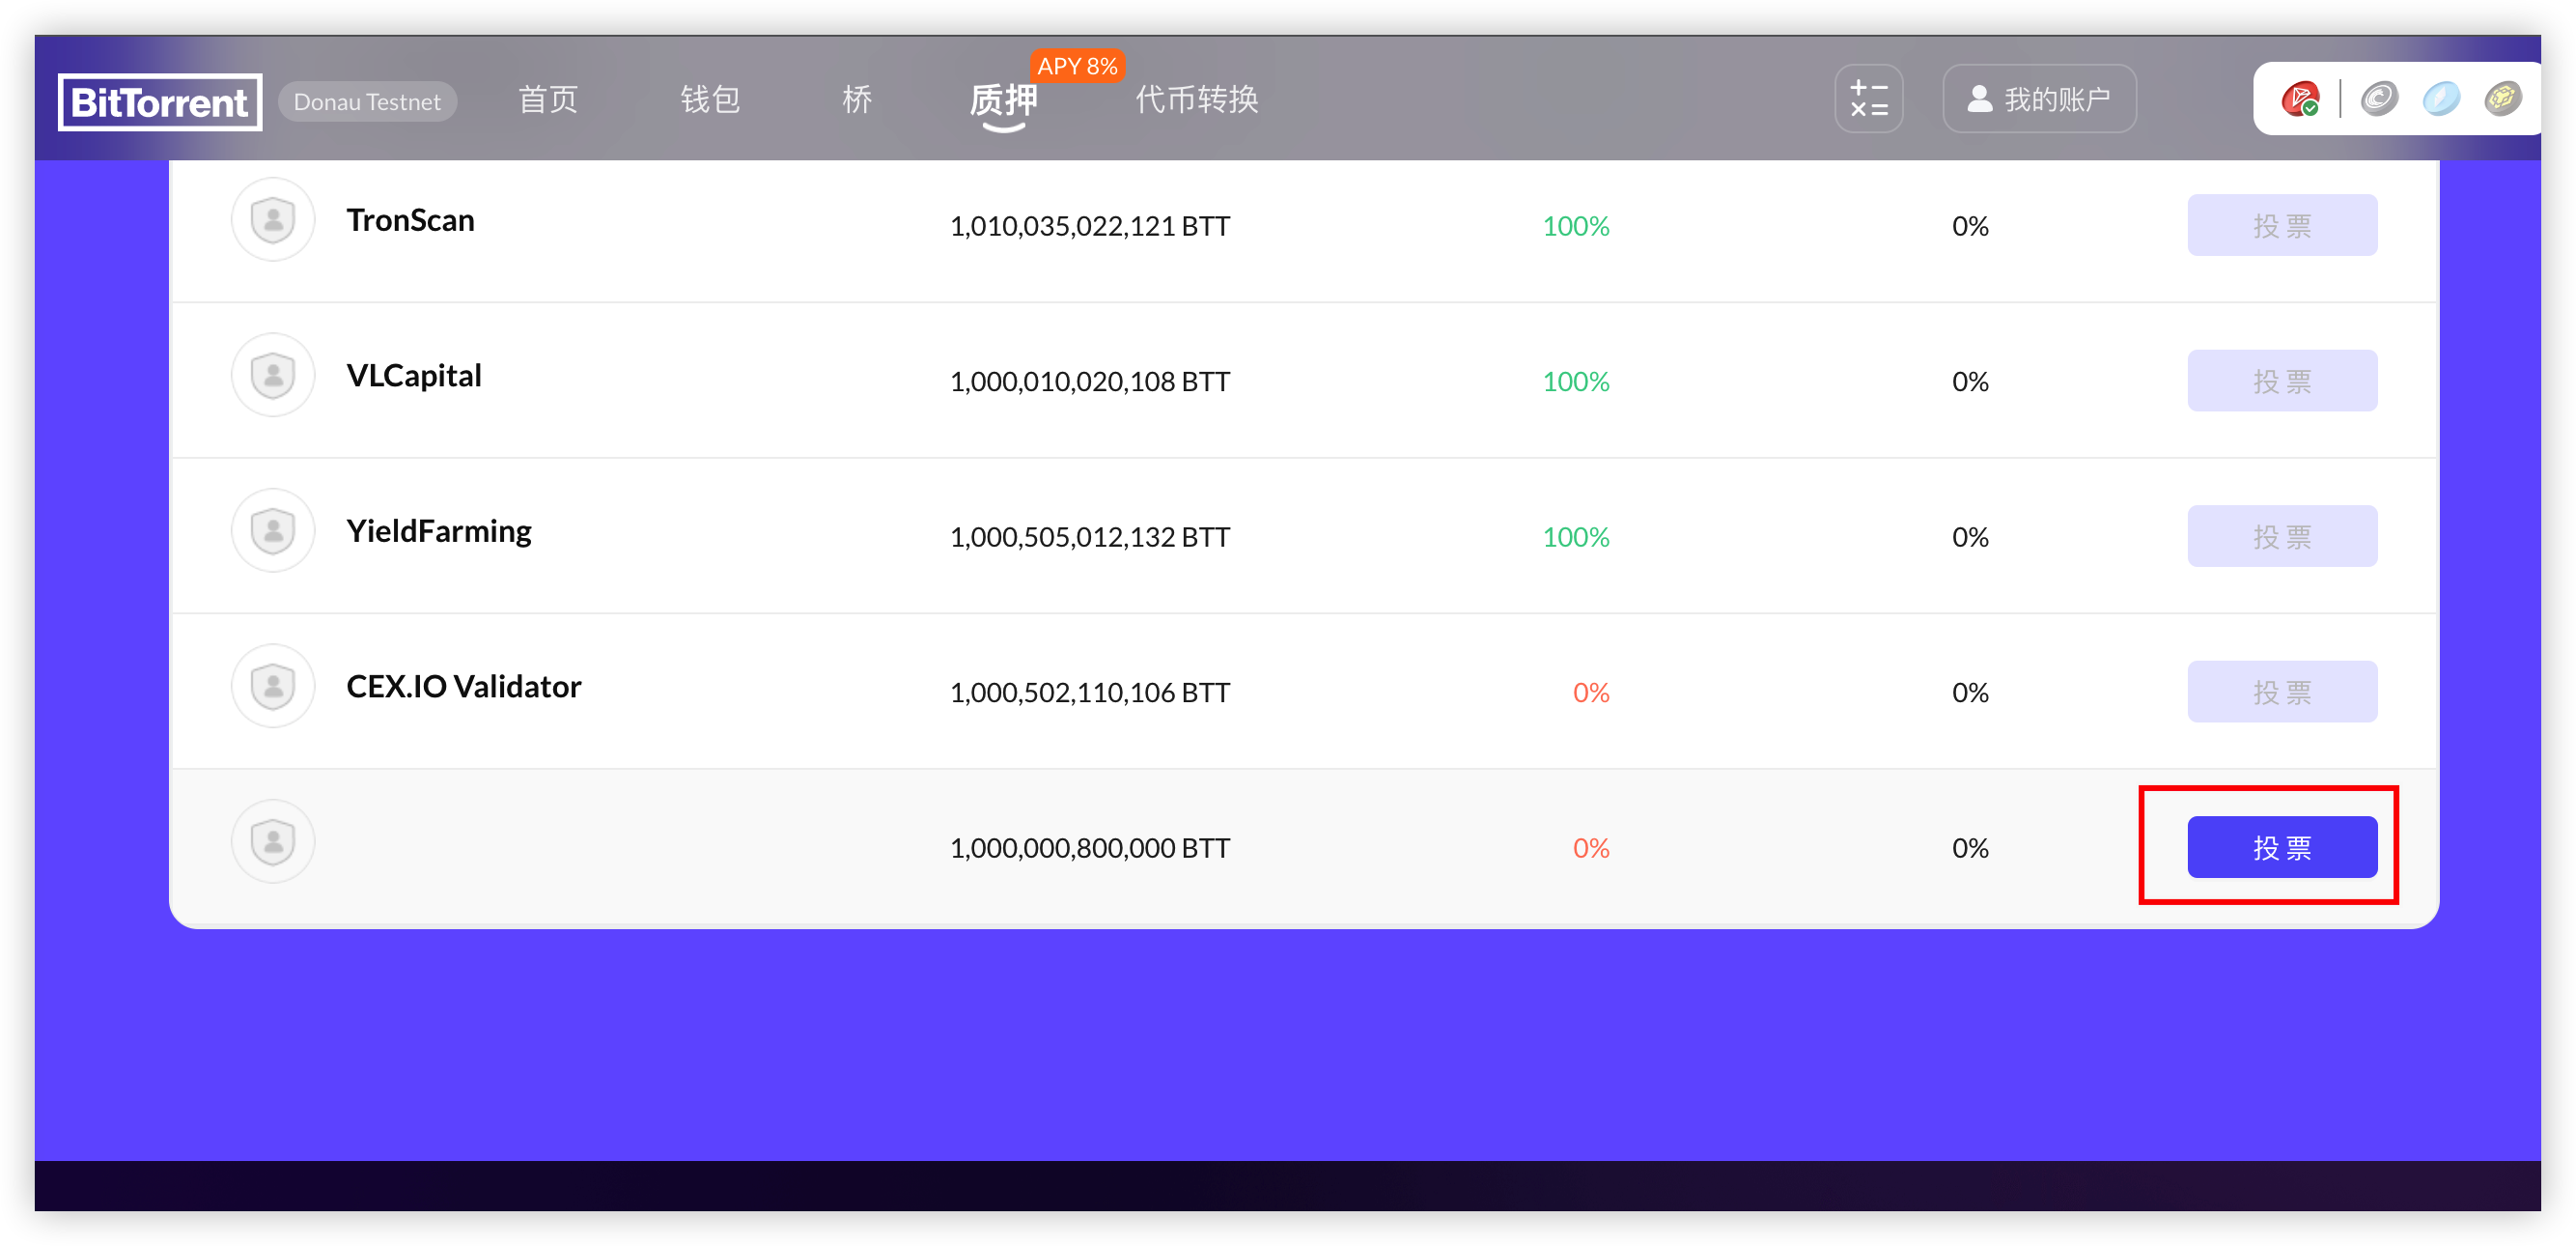 BitTorrent Donau Testnet 首页 钱包 桥 质押 APY 8% 代币转换 我的账户
TronScan 1,010,035,022,121 BTT 100% 0% 投票
VLCapital 1,000,010,020,108 BTT 100% 0% 投票
YieldFarming 1,000,505,012,132 BTT 100% 0% 投票
CEX.IO Validator 1,000,502,110,106 BTT 0% 0% 投票
1,000,000,800,000 BTT 0% 0% 投票